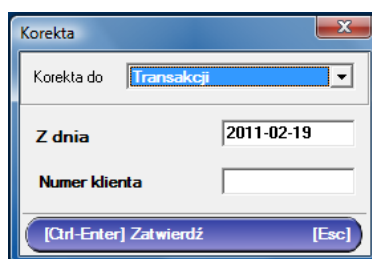 Korekta
Korekta do Transakcji
Z dnia 2011-02-19
Numer klienta
[Ctrl-Enter] Zatwierdź [Esc]